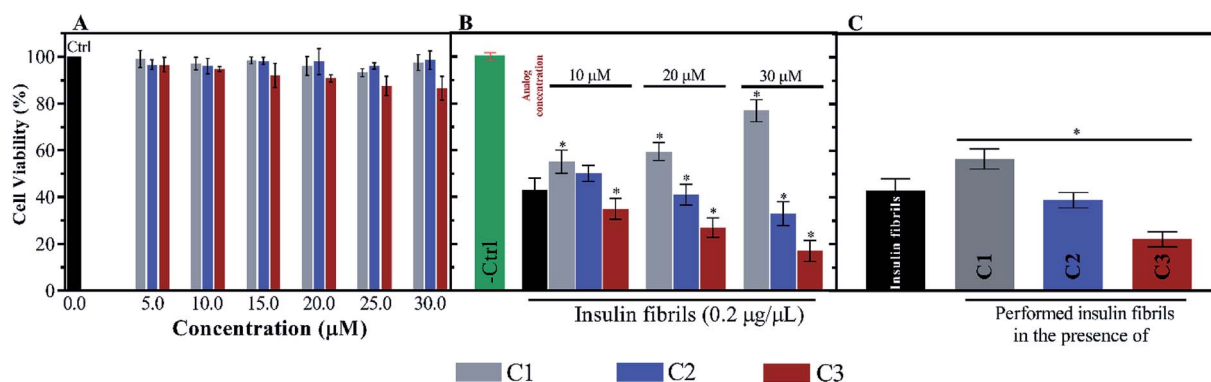 A
Ctrl
Cell Viability (%)
100
80
60
40
20
0
0.0
5.0
10.0
15.0
20.0
25.0
30.0
Concentration (µM)
B
Analog
concentration
10 µM
20 µM
30 µM
*
*
*
*
*
*
*
*
-Ctrl
Insulin fibrils (0.2 µg/µL)
C
*
Insulin fibrils
C1
C2
C3
Performed insulin fibrils
in the presence of
C1
C2
C3